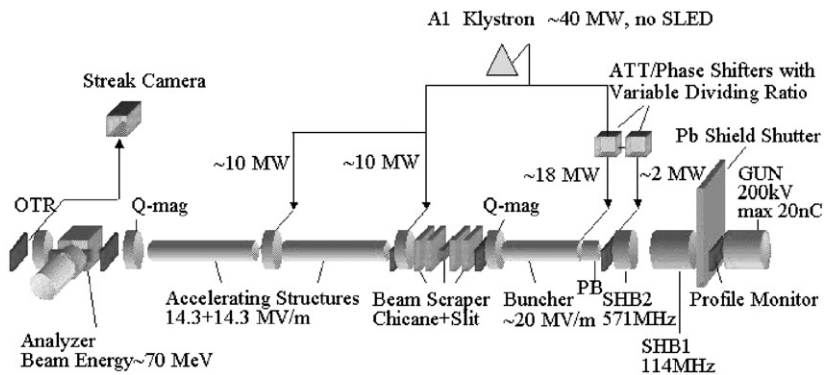 A1 Klystron ~40 MW, no SLED
Streak Camera
ATT/Phase Shifters with
Variable Dividing Ratio
Pb Shield Shutter
~10 MW
~10 MW
~18 MW
~2 MW
GUN
200kV
max 20nC
OTR
Q-mag
Q-mag
Accelerating Structures
14.3+14.3 MV/m
Beam Scraper
Chicane+Slit
Buncher
~20 MV/m
PB
SHB2
571MHz
Profile Monitor
Analyzer
Beam Energy~70 MeV
SHB1
114MHz